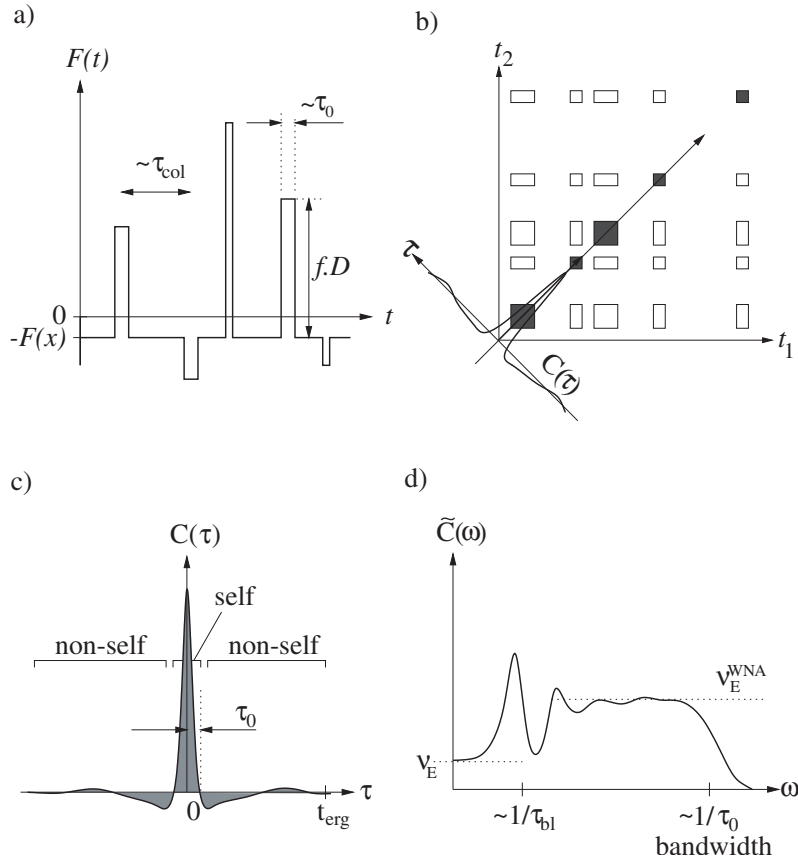 a)
F(t)
~τ₀
~τcol
f.D
0
t
-F(x)
b)
t₂
τ
t₁
C(τ)
c)
C(τ)
self
non-self
non-self
τ₀
τ
0
t_erg
d)
C̃(ω)
ν_E^WNA
ν_E
ω
~1/τ_bl
~1/τ₀
bandwidth